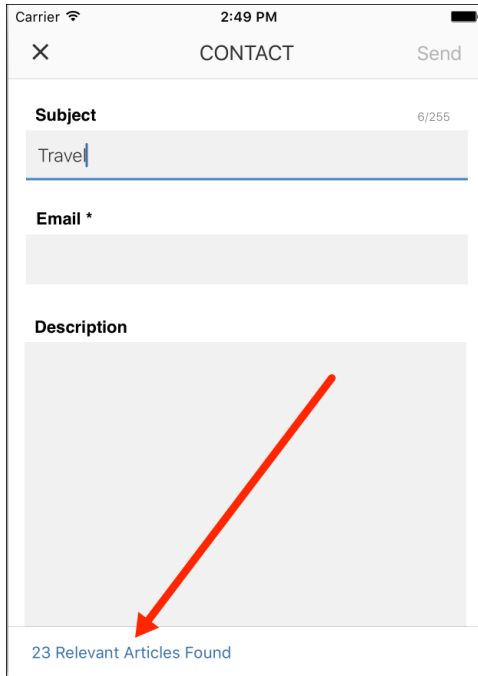 Carrier 2:49 PM
CONTACT Send
Subject 6/255
Travel
Email *
Description
23 Relevant Articles Found